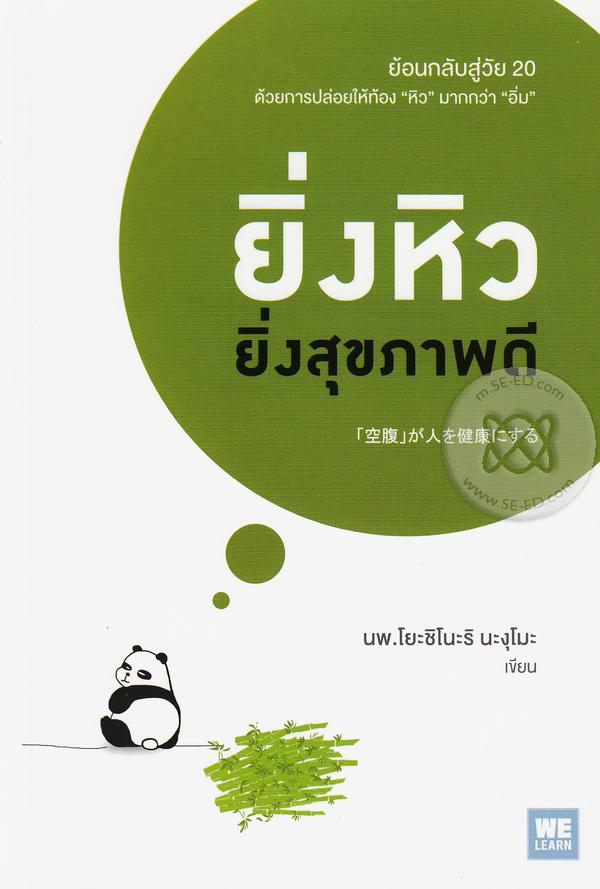 ย้อนกลับสู่วัย 20
ด้วยการปล่อยให้ท้อง “หิว” มากกว่า “อิ่ม”
ยิ่งหิว
ยิ่งสุขภาพดี
「空腹」が人を健康にする
m.SE-ED.com
www.SE-ED.com
นพ.โยะชิโนะริ นะงุโมะ
เขียน
WE
LEARN